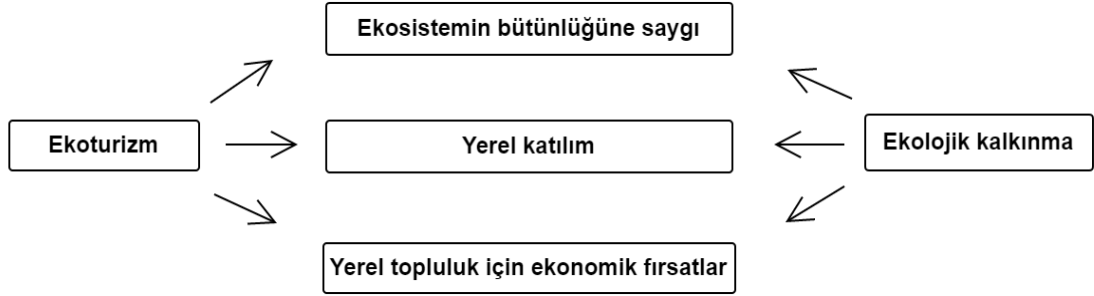 Ekosistemin bütünlüğüne saygı
Ekoturizm
Yerel katılım
Ekolojik kalkınma
Yerel topluluk için ekonomik fırsatlar